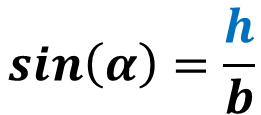 sin(α) = h/b